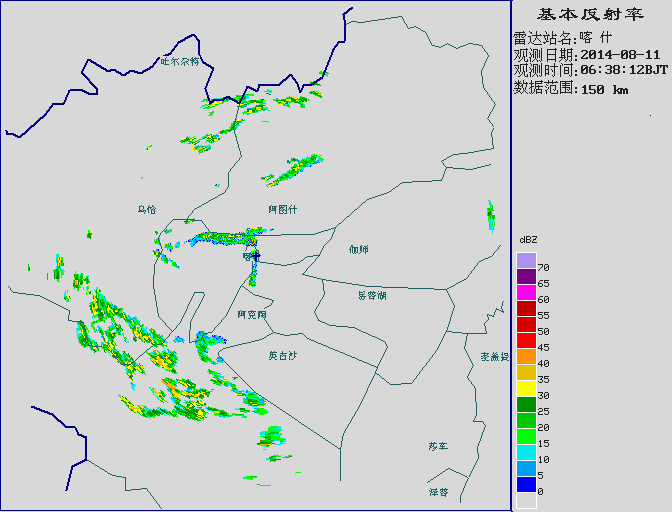 基本反射率
雷达站名:喀 什
观测日期:2014-08-11
观测时间:06:38:12BJT
数据范围:150 km
吐尔尕特
乌恰
阿图什
喀什
伽师
岳普湖
阿克陶
英吉沙
麦盖提
莎车
泽普
dBZ
70
65
60
55
50
45
40
35
30
25
20
15
10
5
0